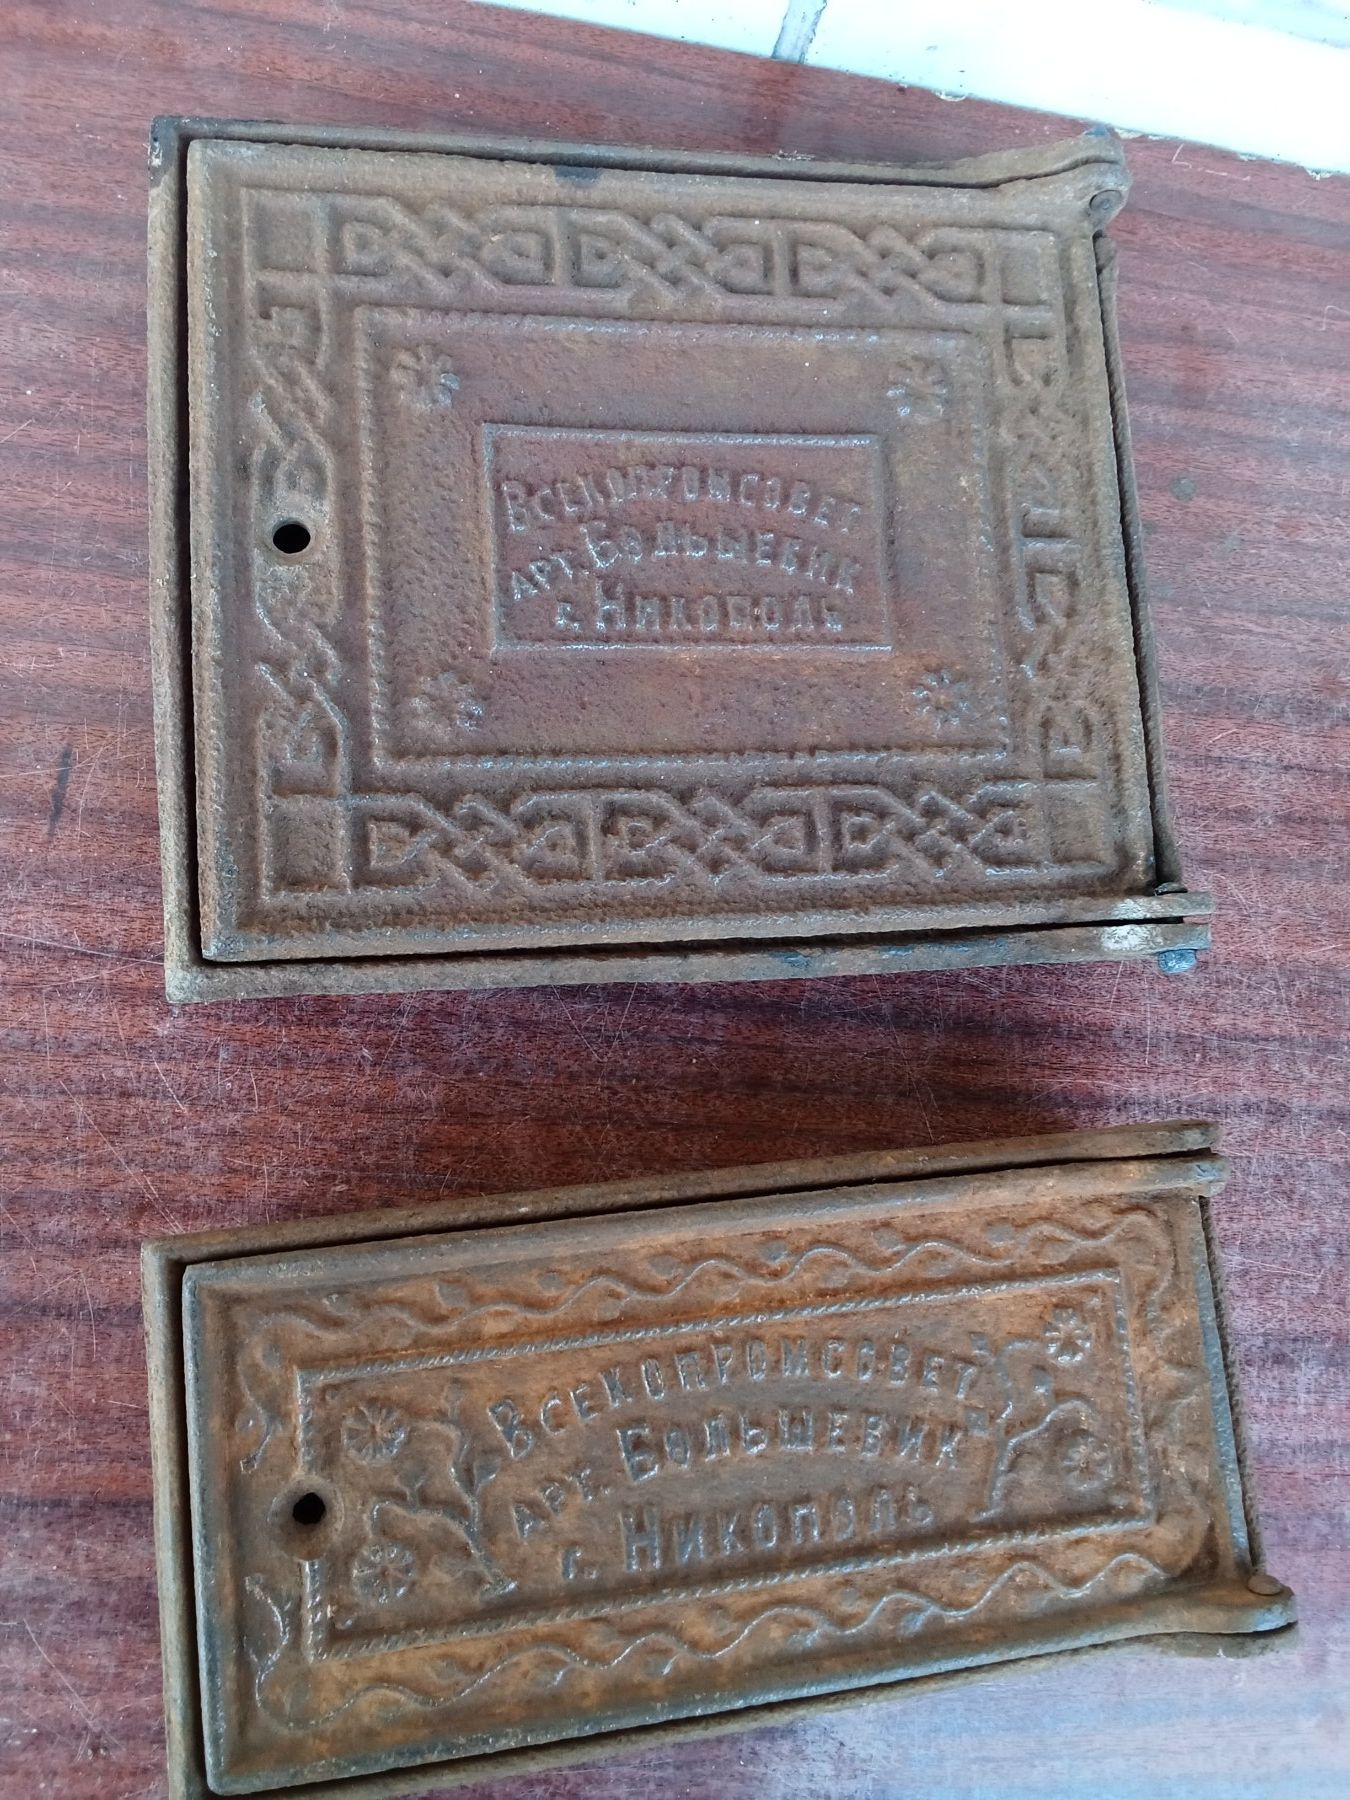 Всекопромсовет
арт. Большевик
г. Никополь
Всекопромсовет
арт. Большевик
г. Никополь